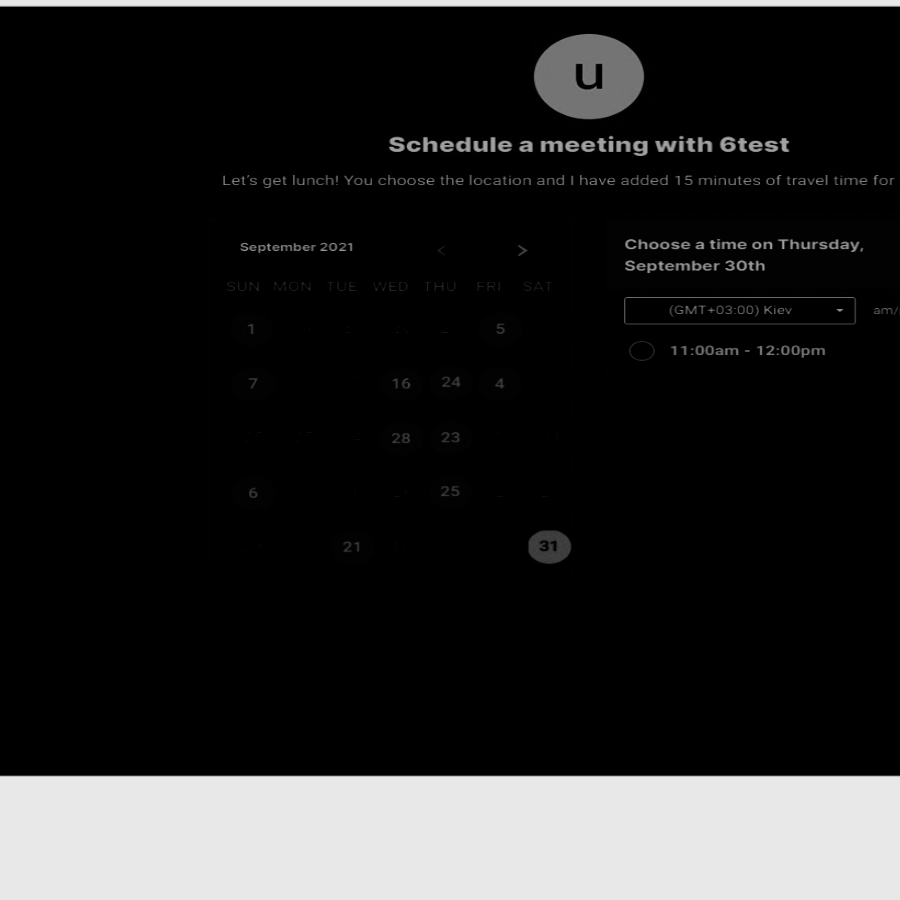 u
Schedule a meeting with 6test
Let's get lunch! You choose the location and I have added 15 minutes of travel time for
September 2021 < >
SUN MON TUE WED THU FRI SAT
1 5
7 16 24 4
28 23
6 25
21 31
Choose a time on Thursday,
September 30th
(GMT+03:00) Kiev am/
11:00am - 12:00pm